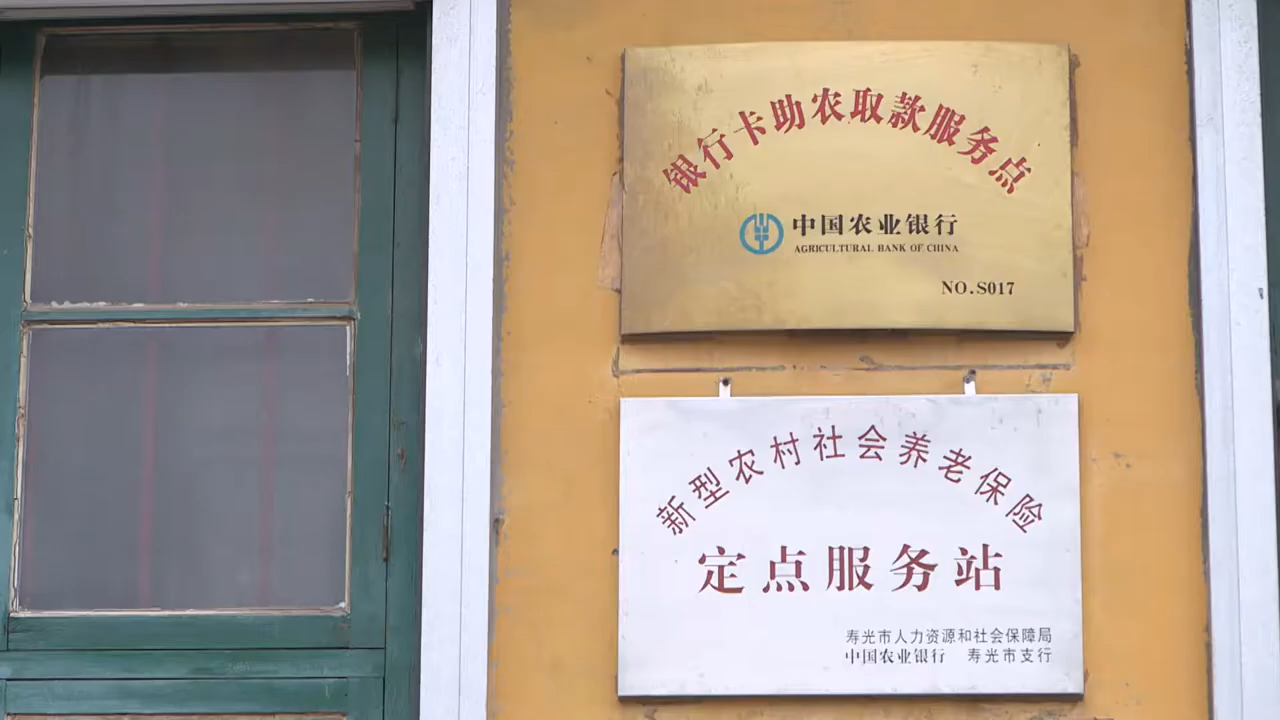 银行卡助农取款服务点
中国农业银行
AGRICULTURAL BANK OF CHINA
NO.S017
新型农村社会养老保险
定点服务站
寿光市人力资源和社会保障局
中国农业银行 寿光市支行